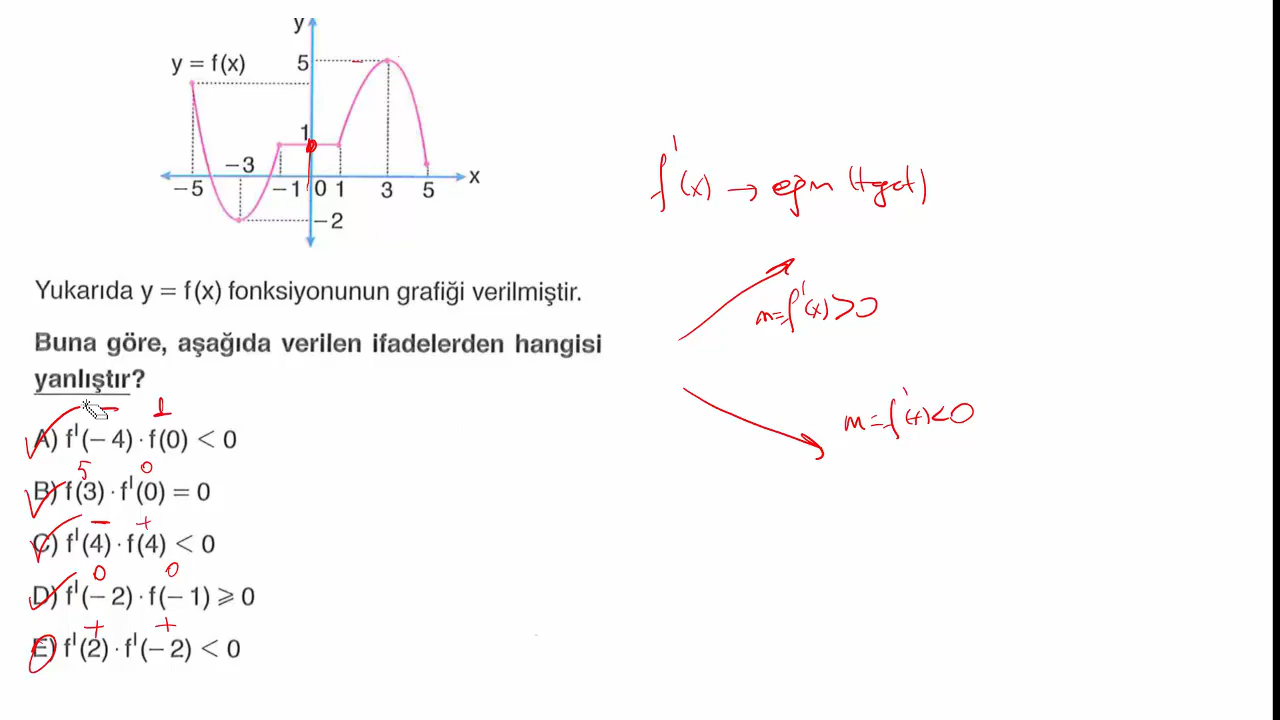 y
y = f(x)
5
1
−3
−5
−1
0
1
3
5
x
−2
f'(x) → eğim (tgat)
Yukarıda y = f(x) fonksiyonunun grafiği verilmiştir.
m=f'(x)>0
Buna göre, aşağıda verilen ifadelerden hangisi
yanlıştır?
m=f'(x)<0
− 1
A) f'(− 4) · f(0) < 0
5 0
B) f(3) · f'(0) = 0
− +
C) f'(4) · f(4) < 0
0 0
D) f'(− 2) · f(− 1) ⩾ 0
+ +
E) f'(2) · f'(− 2) < 0